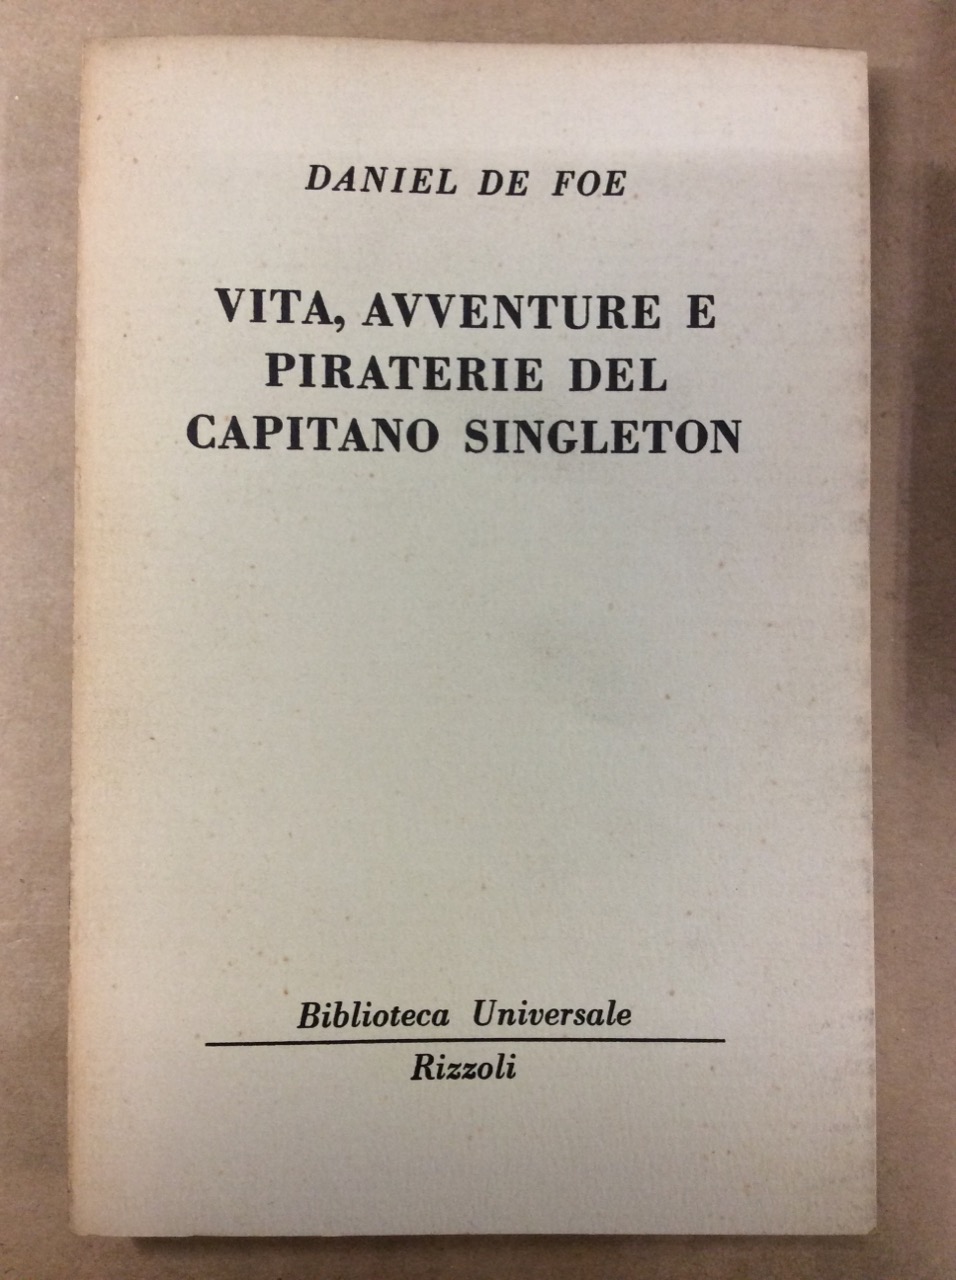 DANIEL DE FOE
VITA, AVVENTURE E
PIRATERIE DEL
CAPITANO SINGLETON
Biblioteca Universale
Rizzoli